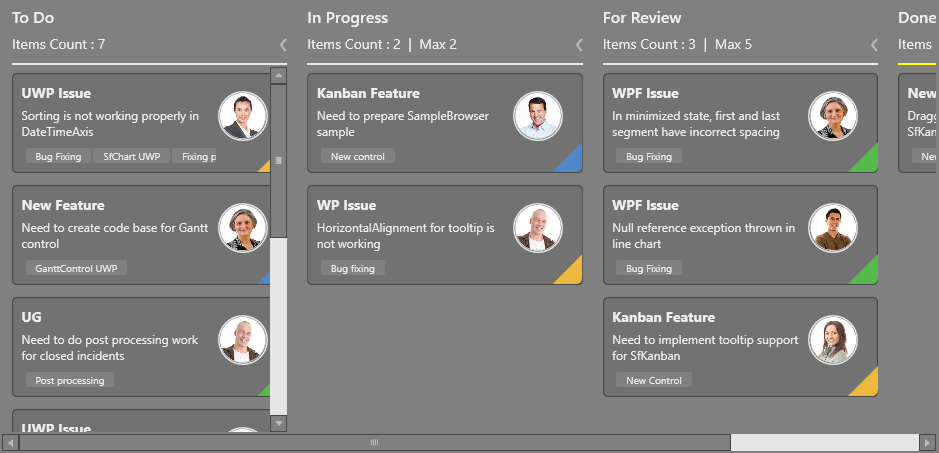 To Do
Items Count : 7
UWP Issue
Sorting is not working properly in
DateTimeAxis
Bug Fixing SfChart UWP Fixing p
New Feature
Need to create code base for Gantt
control
GanttControl UWP
UG
Need to do post processing work
for closed incidents
Post processing
UWP Issue
In Progress
Items Count : 2 | Max 2
Kanban Feature
Need to prepare SampleBrowser
sample
New control
WP Issue
HorizontalAlignment for tooltip is
not working
Bug fixing
For Review
Items Count : 3 | Max 5
WPF Issue
In minimized state, first and last
segment have incorrect spacing
Bug Fixing
WPF Issue
Null reference exception thrown in
line chart
Bug Fixing
Kanban Feature
Need to implement tooltip support
for SfKanban
New Control
Done
Items
New
Dragg
SfKan
Nev